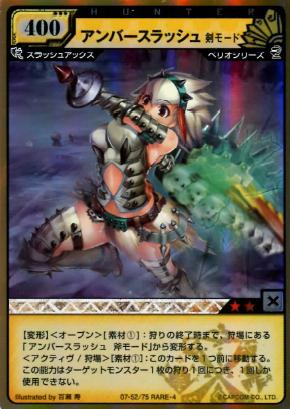 HUNTER
400
アンバースラッシュ 剣モード
スラッシュアックス
ベリオシリーズ
【変形】<オープン>［素材①］：狩りの終了時まで、狩場にある
「アンバースラッシュ 斧モード」から変形する。
<アクティヴ / 狩場>［素材①］：このカードを1つ前に移動する。
この能力はターゲットモンスター1枚の狩り1回につき、1回しか
使用できない。
Illustrated by 百瀬 寿
07-52/75 RARE-4
©CAPCOM CO., LTD.